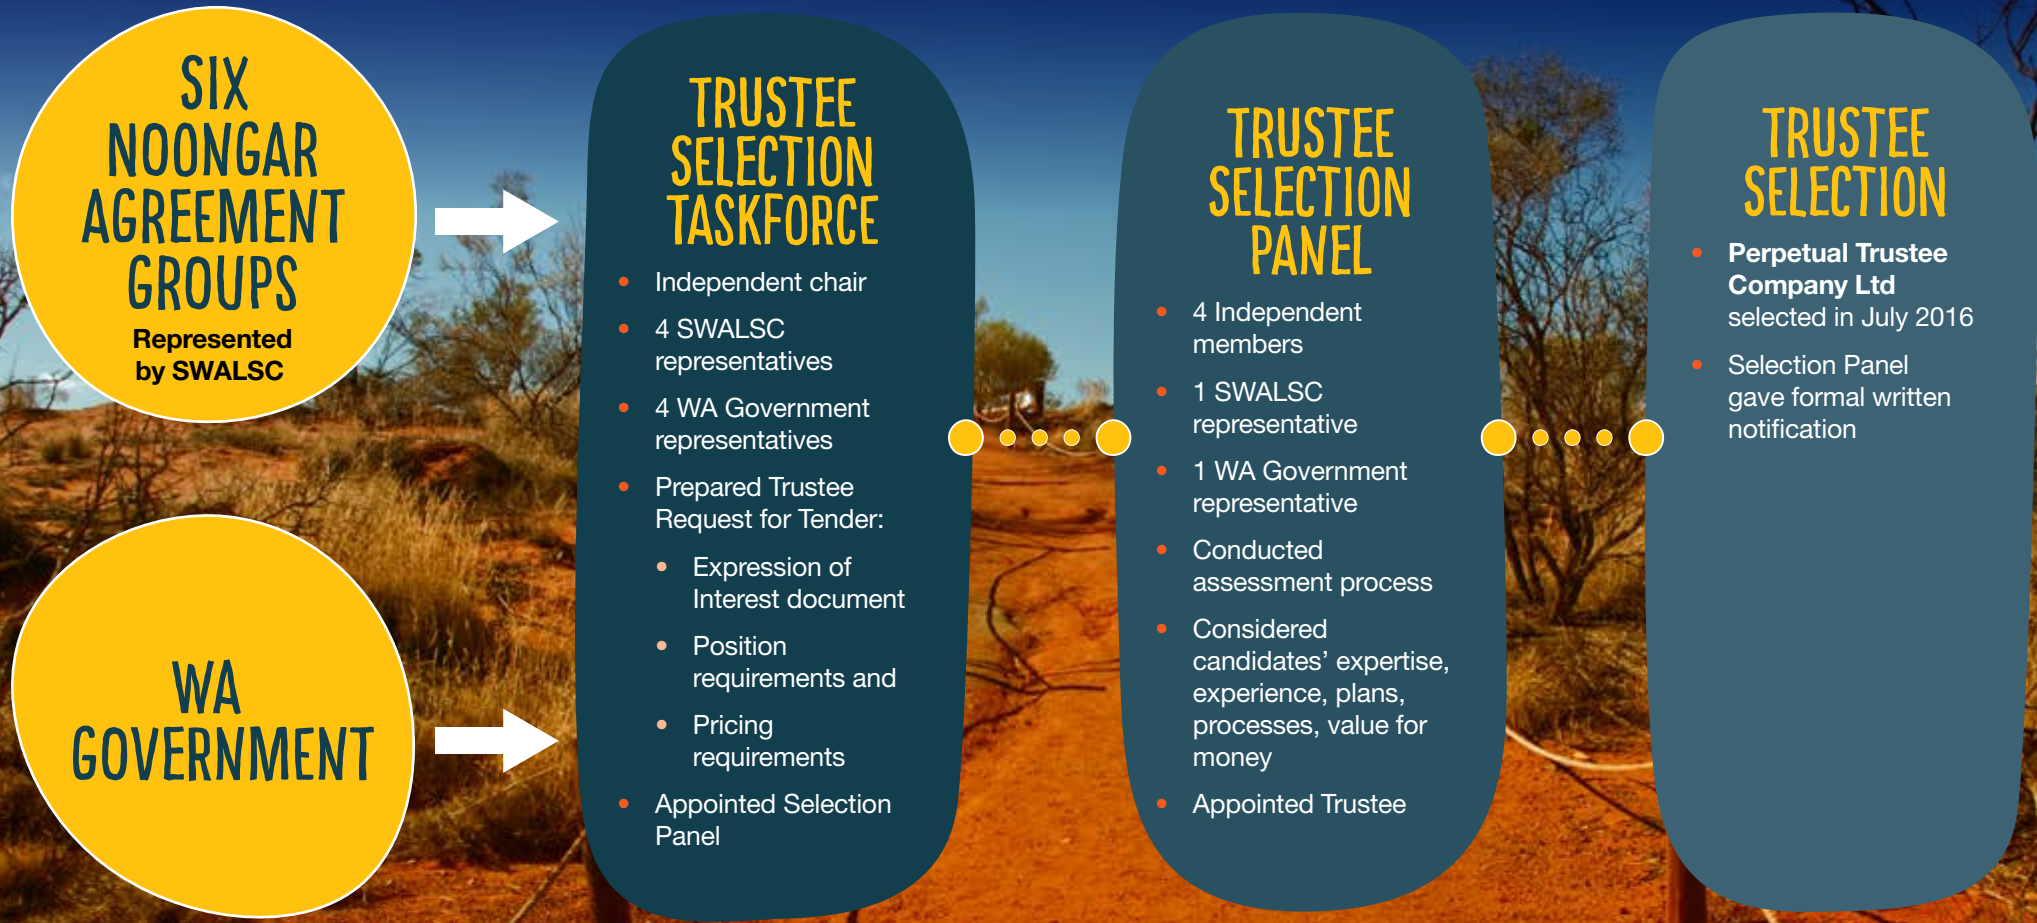 SIX
NOONGAR
AGREEMENT
GROUPS
Represented
by SWALSC
WA
GOVERNMENT
TRUSTEE
SELECTION
TASKFORCE
• Independent chair
• 4 SWALSC
representatives
• 4 WA Government
representatives
• Prepared Trustee
Request for Tender:
• Expression of
Interest document
• Position
requirements and
• Pricing
requirements
• Appointed Selection
Panel
TRUSTEE
SELECTION
PANEL
• 4 Independent
members
• 1 SWALSC
representative
• 1 WA Government
representative
• Conducted
assessment process
• Considered
candidates’ expertise,
experience, plans,
processes, value for
money
• Appointed Trustee
TRUSTEE
SELECTION
• Perpetual Trustee
Company Ltd
selected in July 2016
• Selection Panel
gave formal written
notification